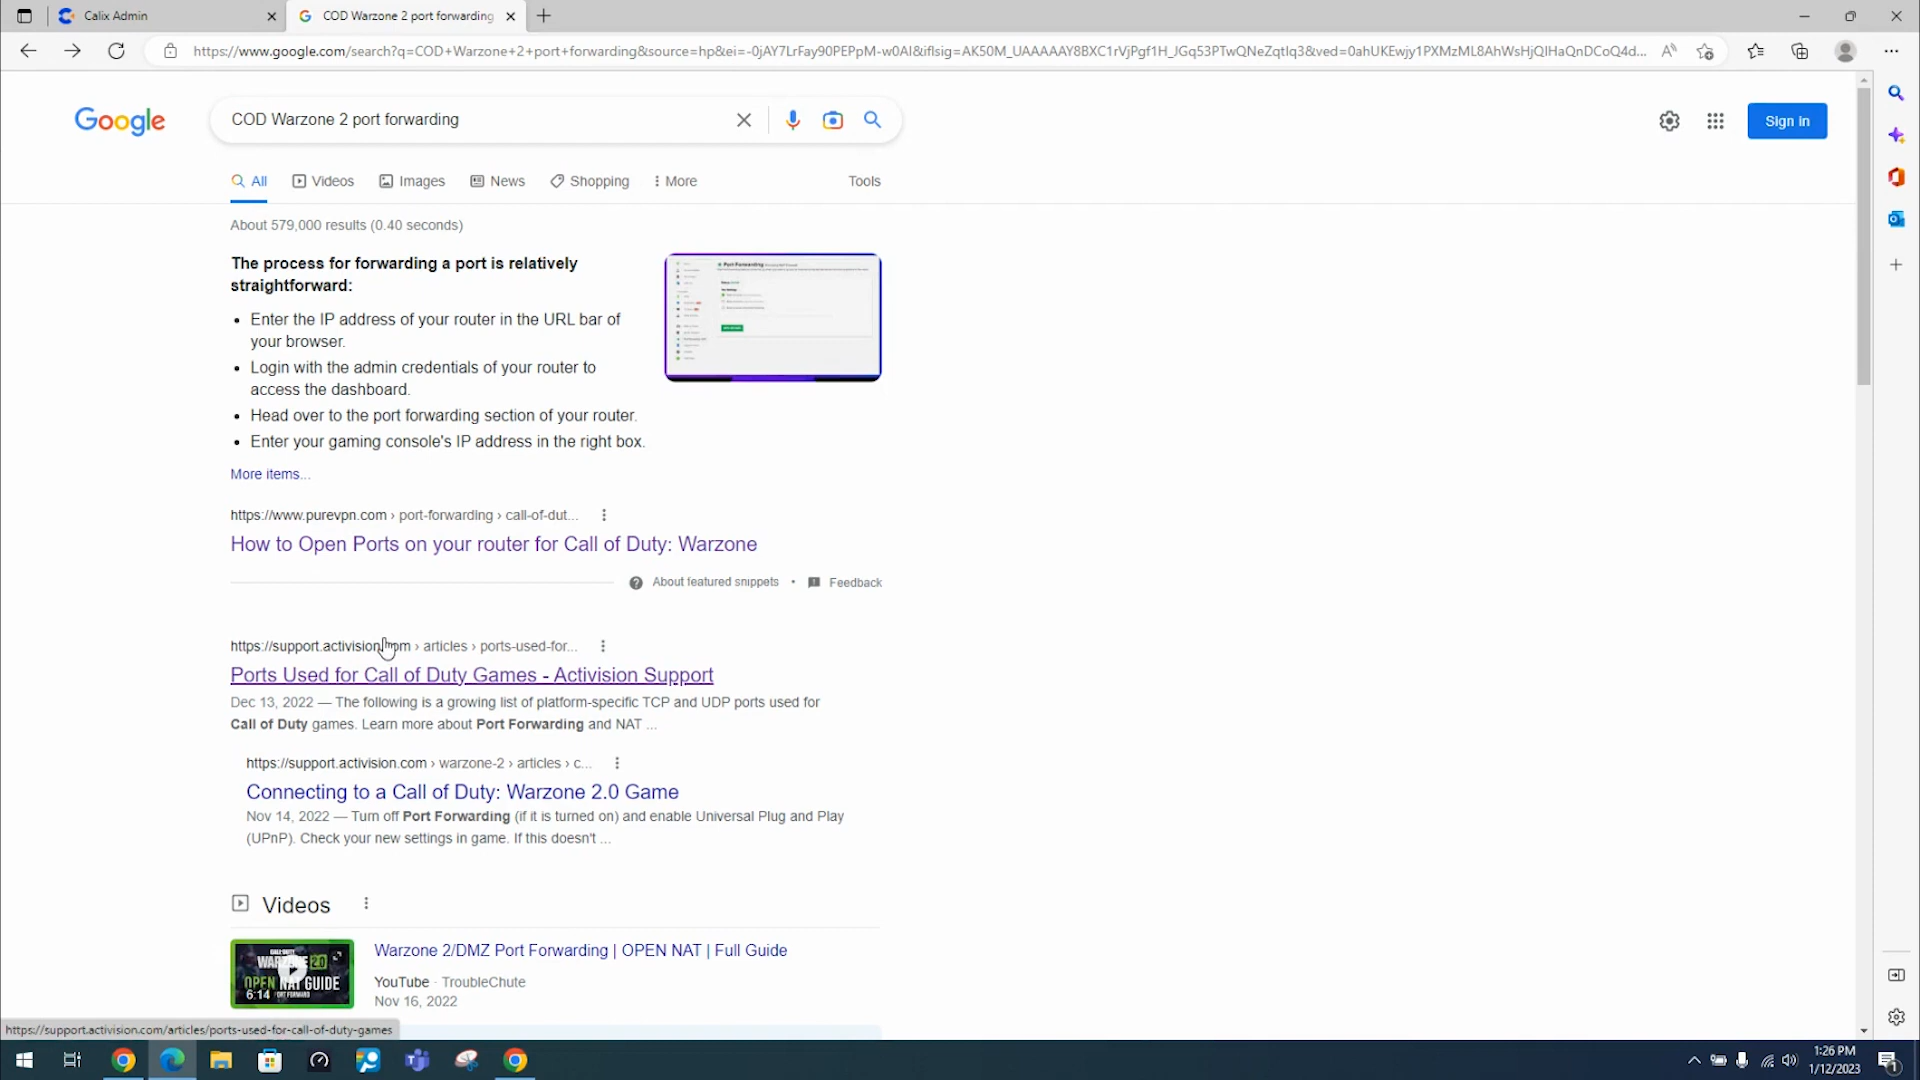 Calix Admin
COD Warzone 2 port forwarding
https://www.google.com/search?q=COD+Warzone+2+port+forwarding&source=hp&ei=-0jAY7LrFay90PEPpM-w0AI&iflsig=AK50M_UAAAAAY8BXC1rVjPgf1H_JGq53PTwQNeZqtIq3&ved=0ahUKEwjy1PXMzML8AhWsHjQIHaQnDCoQ4d...
Google
COD Warzone 2 port forwarding
Sign in
All
Videos
Images
News
Shopping
More
Tools
About 579,000 results (0.40 seconds)
The process for forwarding a port is relatively
straightforward:
• Enter the IP address of your router in the URL bar of
your browser.
• Login with the admin credentials of your router to
access the dashboard.
• Head over to the port forwarding section of your router.
• Enter your gaming console's IP address in the right box.
More items...
https://www.purevpn.com › port-forwarding › call-of-dut...
How to Open Ports on your router for Call of Duty: Warzone
About featured snippets • Feedback
https://support.activision.com › articles › ports-used-for...
Ports Used for Call of Duty Games - Activision Support
Dec 13, 2022 — The following is a growing list of platform-specific TCP and UDP ports used for
Call of Duty games. Learn more about Port Forwarding and NAT ...
https://support.activision.com › warzone-2 › articles › c...
Connecting to a Call of Duty: Warzone 2.0 Game
Nov 14, 2022 — Turn off Port Forwarding (if it is turned on) and enable Universal Plug and Play
(UPnP). Check your new settings in game. If this doesn't ...
Videos
CALL OF DUTY
WARZONE 2.0
OPEN NAT GUIDE
6:14
Warzone 2/DMZ Port Forwarding | OPEN NAT | Full Guide
YouTube · TroubleChute
Nov 16, 2022
https://support.activision.com/articles/ports-used-for-call-of-duty-games
1:26 PM
1/12/2023
1